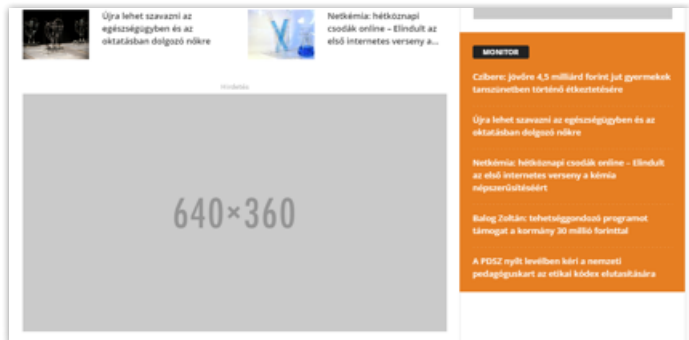 Újra lehet szavazni az
egészségügyben és az
oktatásban dolgozó nőkre
Netkémia: hétköznapi
csodák online – Elindult az
első internetes verseny a...
Hirdetés
640×360
MONITOR
Czibere: jövőre 4,5 milliárd forint jut gyermekek
tanszünetben történő étkeztetésére
Újra lehet szavazni az egészségügyben és az
oktatásban dolgozó nőkre
Netkémia: hétköznapi csodák online – Elindult
az első internetes verseny a kémia
népszerűsítéséért
Balog Zoltán: tehetséggondozó programot
támogat a kormány 30 millió forinttal
A PDSZ nyílt levélben kéri a nemzeti
pedagóguskart az etikai kódex elutasítására